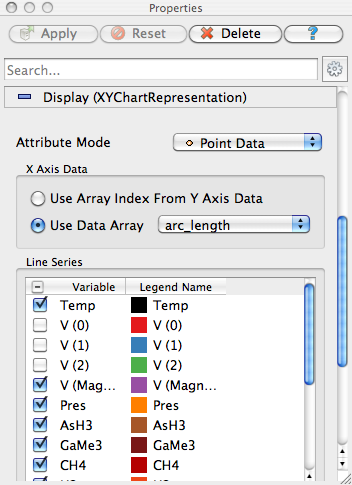 Properties
Apply Reset Delete ?
Search...
Display (XYChartRepresentation)
Attribute Mode Point Data
X Axis Data
Use Array Index From Y Axis Data
Use Data Array arc_length
Line Series
Variable Legend Name
Temp Temp
V (0) V (0)
V (1) V (1)
V (2) V (2)
V (Mag... V (Magn...
Pres Pres
AsH3 AsH3
GaMe3 GaMe3
CH4 CH4